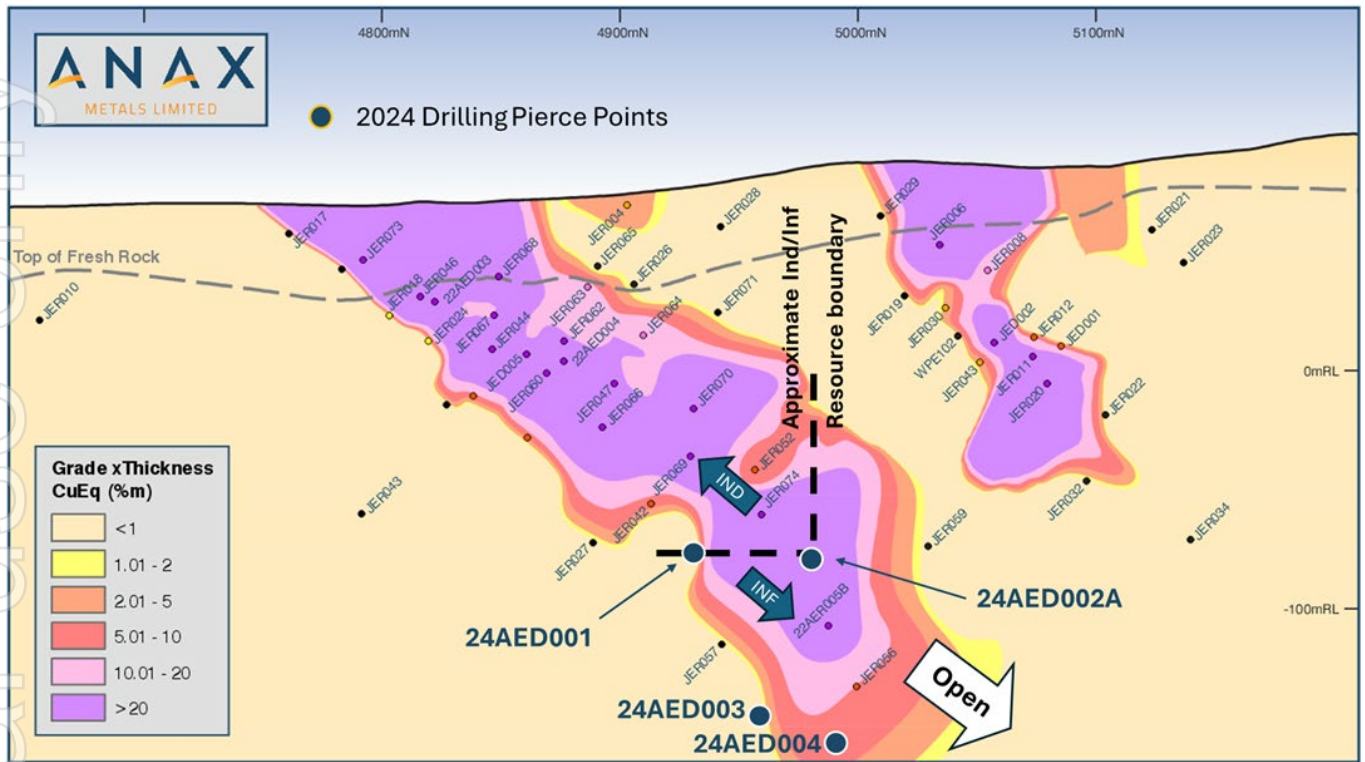 4800mN
4900mN
5000mN
5100mN
ANAX
METALS LIMITED
2024 Drilling Pierce Points
Top of Fresh Rock
JER010
JER017
JER073
JER048
JER046
22AED003
JER068
JER024
JER067
JER044
JED005
JER060
JER063
JER062
22AED004
JER047
JER066
JER064
JER004
JER065
JER026
JER028
JER071
JER070
JER052
JER069
JER074
JER042
JER027
JER043
Approximate Ind/Inf
Resource boundary
JER029
JER006
JER008
JER019
JER030
WPE102
JER043
JED002
JER012
JED001
JER011
JER020
JER022
JER032
JER021
JER023
JER034
JER059
0mRL
-100mRL
IND
INF
24AED001
24AED002A
22AER005B
JER057
JER056
24AED003
24AED004
Open
Grade xThickness
CuEq (%m)
<1
1.01 - 2
2.01 - 5
5.01 - 10
10.01 - 20
>20